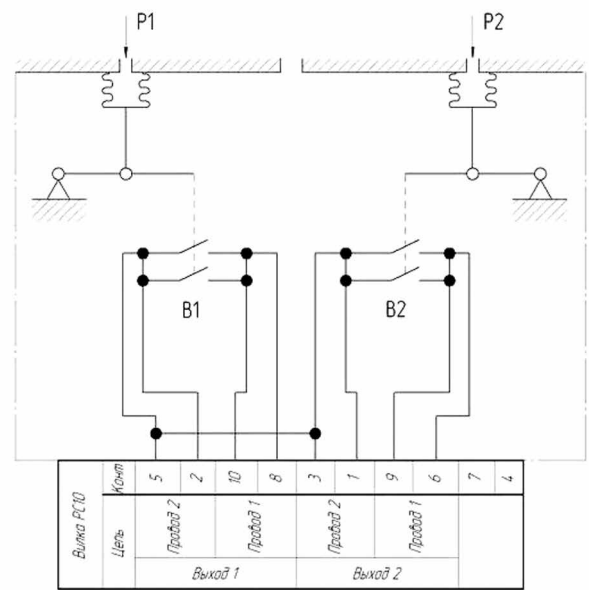 P1 P2
B1 B2
Вилка РС10
Конт 5 2 10 8 3 1 9 6 7 4
Цепь Провод 2 Провод 1 Провод 2 Провод 1
Выход 1 Выход 2